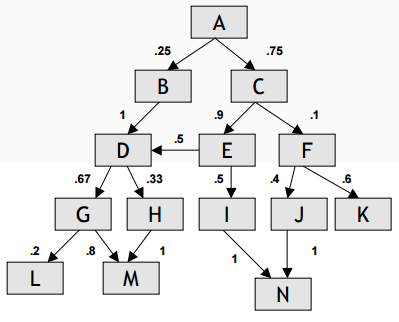 A
.25 .75
B C
1 .9 .1
D .5 E F
.67 .33 .5 .4 .6
G H I J K
.2 .8 1 1 1
L M N